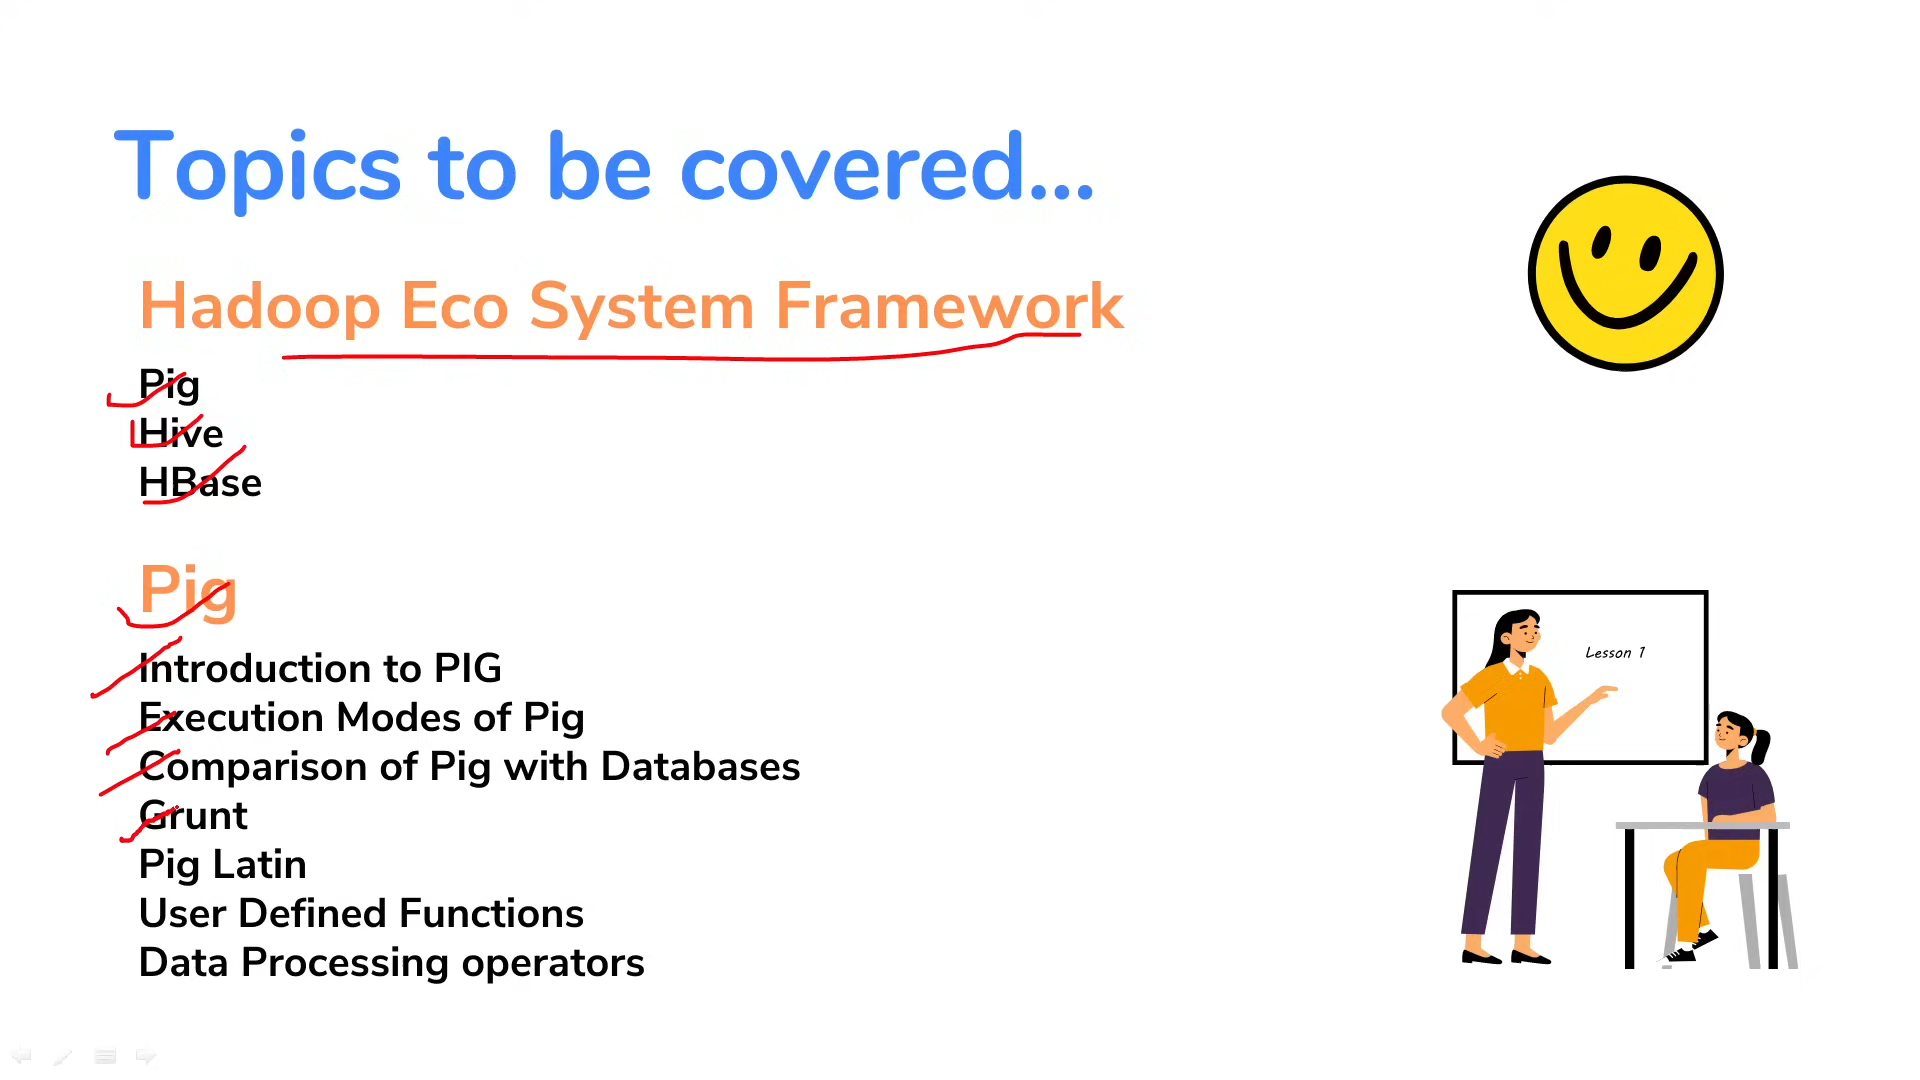 Topics to be covered...
Hadoop Eco System Framework
Pig
Hive
HBase
Pig
Introduction to PIG
Execution Modes of Pig
Comparison of Pig with Databases
Grunt
Pig Latin
User Defined Functions
Data Processing operators
Lesson 1